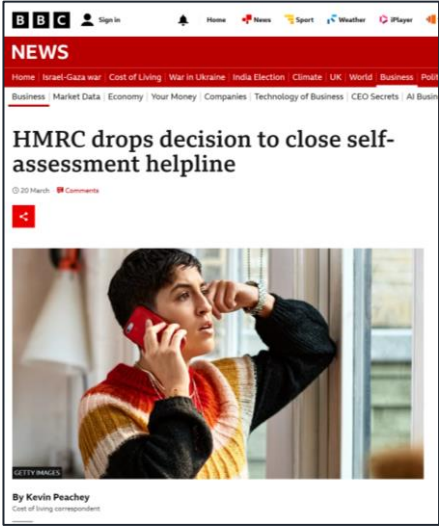 BBC Sign in Home News Sport Weather iPlayer
NEWS
Home Israel-Gaza war Cost of Living War in Ukraine India Election Climate UK World Business Polit
Business Market Data Economy Your Money Companies Technology of Business CEO Secrets AI Busin
HMRC drops decision to close self-
assessment helpline
20 March Comments
GETTY IMAGES
By Kevin Peachey
Cost of living correspondent